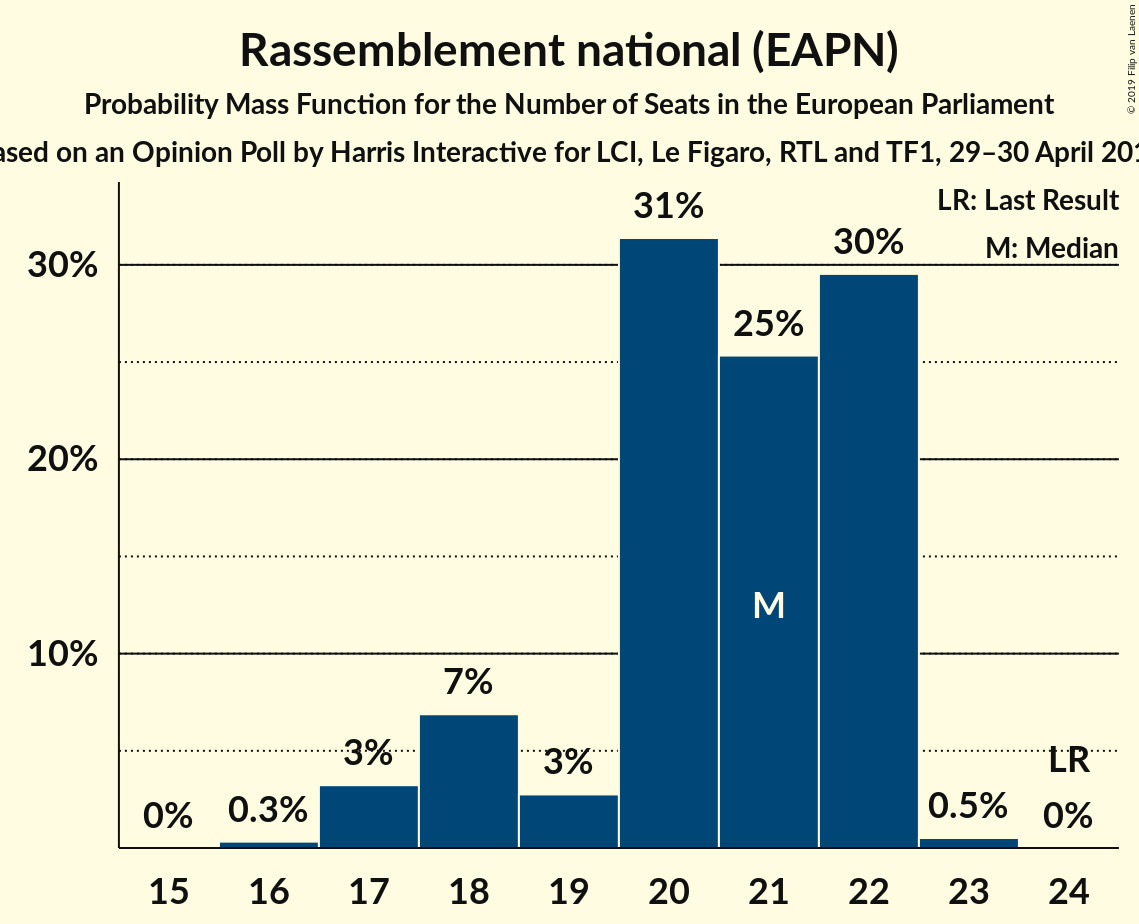 Rassemblement national (EAPN)
Probability Mass Function for the Number of Seats in the European Parliament
ased on an Opinion Poll by Harris Interactive for LCI, Le Figaro, RTL and TF1, 29–30 April 201
© 2019 Filip van Laenen
LR: Last Result
M: Median
30%
20%
10%
0%
0.3%
3%
7%
3%
31%
25%
30%
0.5%
0%
M
LR
15 16 17 18 19 20 21 22 23 24